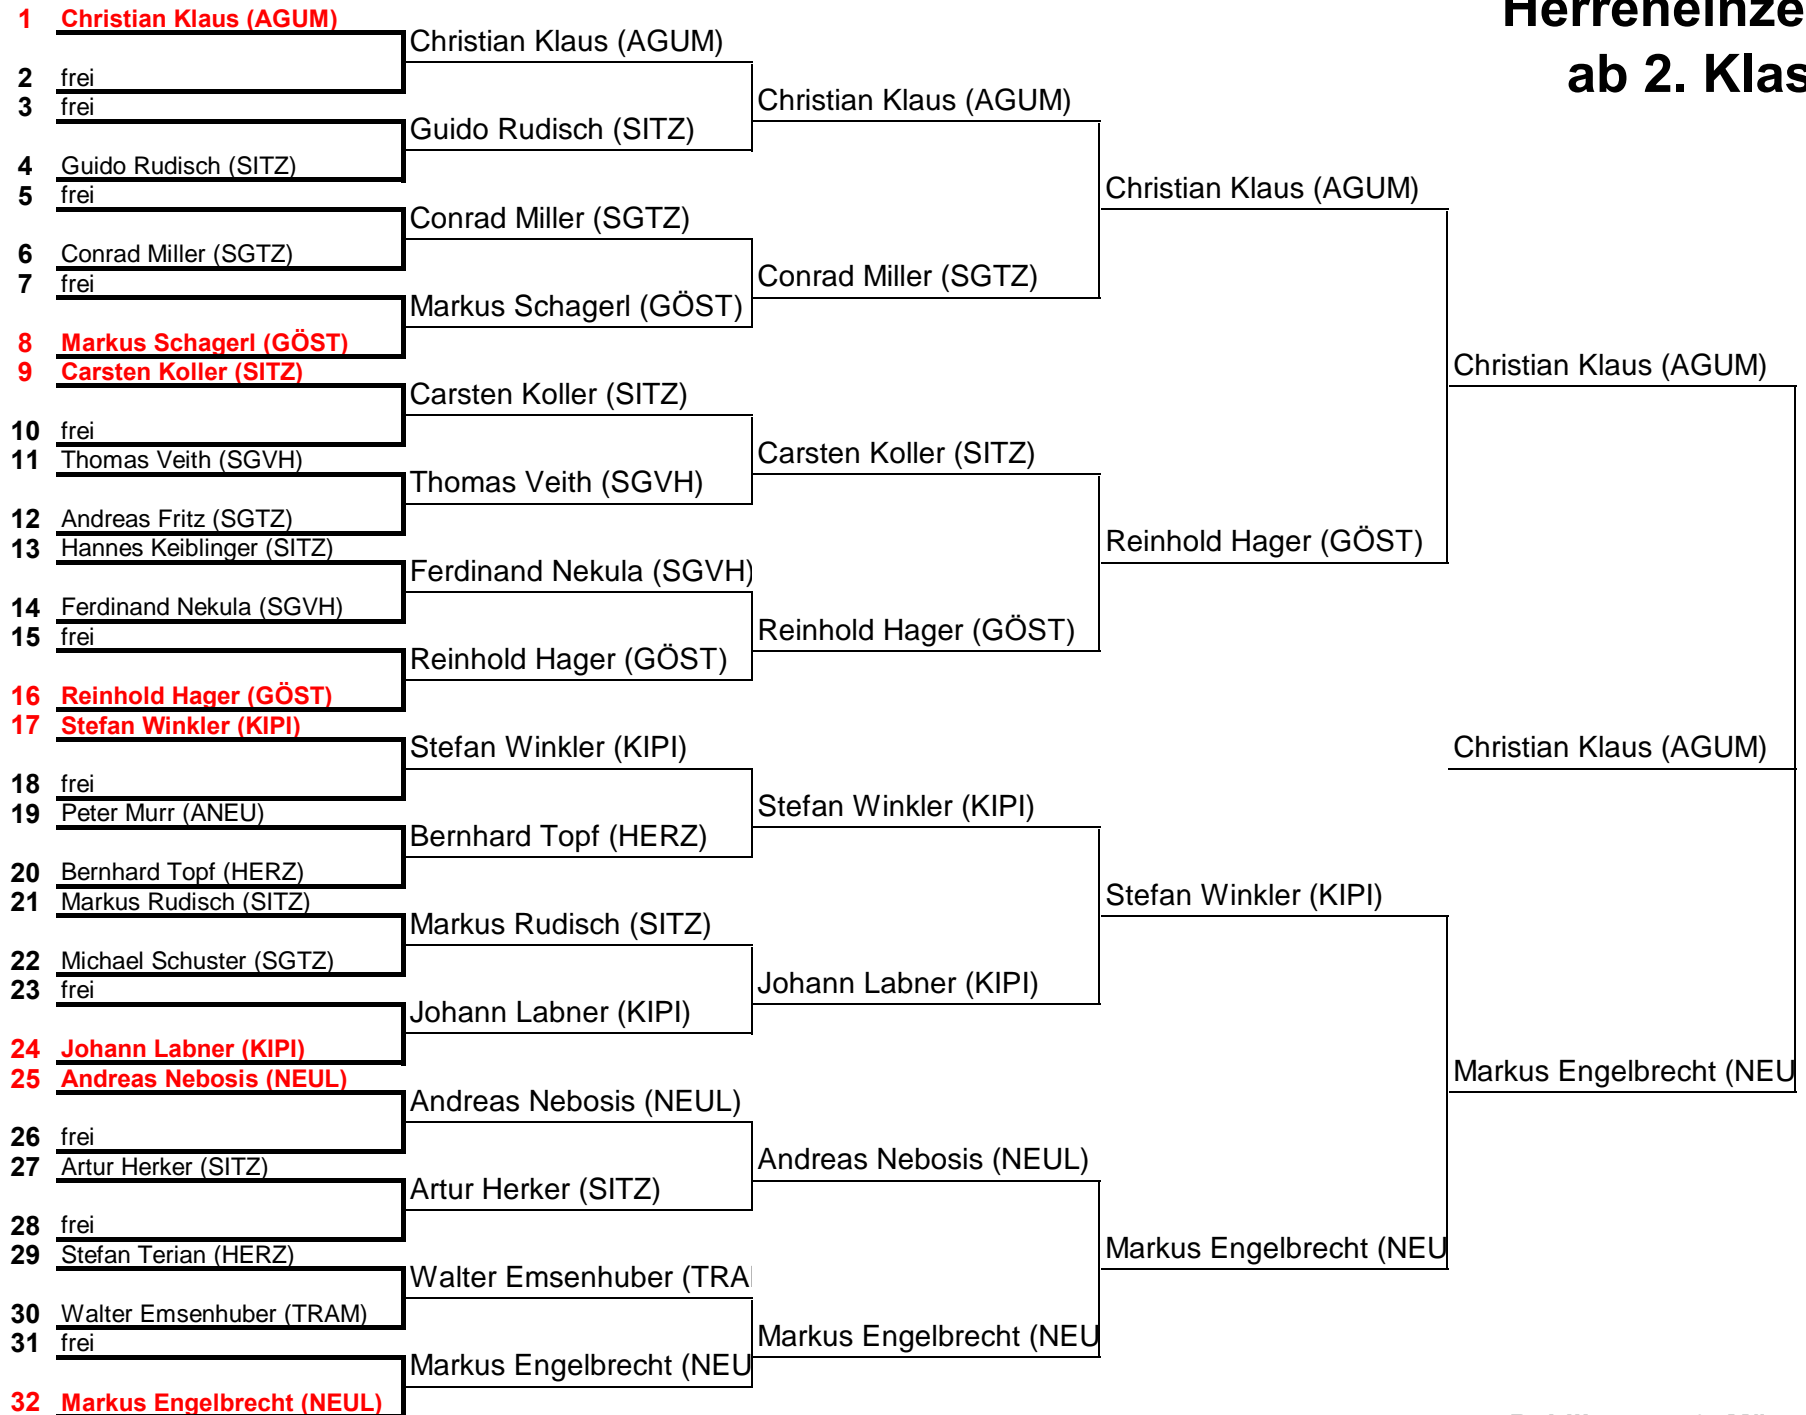 Herreneinze
ab 2. Klas
1 Christian Klaus (AGUM)
2 frei
3 frei
4 Guido Rudisch (SITZ)
5 frei
6 Conrad Miller (SGTZ)
7 frei
8 Markus Schagerl (GÖST)
9 Carsten Koller (SITZ)
10 frei
11 Thomas Veith (SGVH)
12 Andreas Fritz (SGTZ)
13 Hannes Keiblinger (SITZ)
14 Ferdinand Nekula (SGVH)
15 frei
16 Reinhold Hager (GÖST)
17 Stefan Winkler (KIPI)
18 frei
19 Peter Murr (ANEU)
20 Bernhard Topf (HERZ)
21 Markus Rudisch (SITZ)
22 Michael Schuster (SGTZ)
23 frei
24 Johann Labner (KIPI)
25 Andreas Nebosis (NEUL)
26 frei
27 Artur Herker (SITZ)
28 frei
29 Stefan Terian (HERZ)
30 Walter Emsenhuber (TRAM)
31 frei
32 Markus Engelbrecht (NEUL)
Christian Klaus (AGUM)
Guido Rudisch (SITZ)
Conrad Miller (SGTZ)
Markus Schagerl (GÖST)
Carsten Koller (SITZ)
Thomas Veith (SGVH)
Ferdinand Nekula (SGVH)
Reinhold Hager (GÖST)
Stefan Winkler (KIPI)
Bernhard Topf (HERZ)
Markus Rudisch (SITZ)
Johann Labner (KIPI)
Andreas Nebosis (NEUL)
Artur Herker (SITZ)
Walter Emsenhuber (TRA
Markus Engelbrecht (NEU
Christian Klaus (AGUM)
Conrad Miller (SGTZ)
Carsten Koller (SITZ)
Reinhold Hager (GÖST)
Stefan Winkler (KIPI)
Johann Labner (KIPI)
Andreas Nebosis (NEUL)
Markus Engelbrecht (NEU
Christian Klaus (AGUM)
Reinhold Hager (GÖST)
Stefan Winkler (KIPI)
Markus Engelbrecht (NEU
Christian Klaus (AGUM)
Markus Engelbrecht (NEU
Christian Klaus (AGUM)